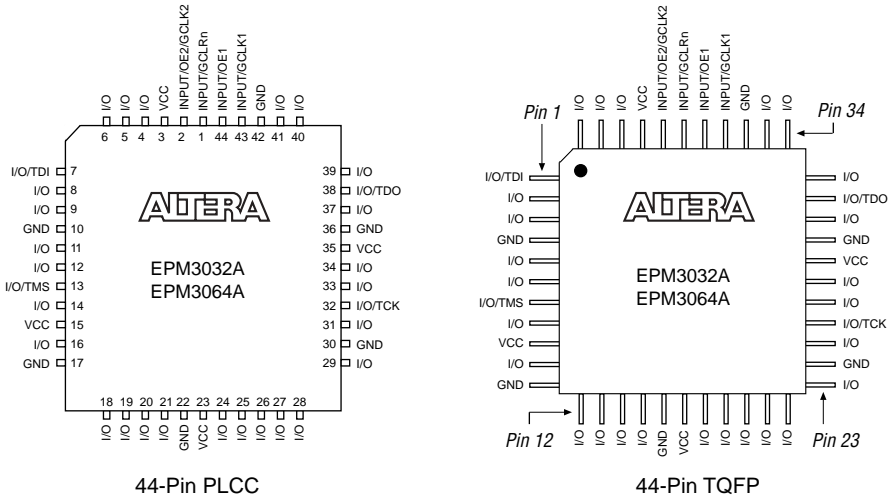 I/O
I/O
I/O
VCC
INPUT/OE2/GCLK2
INPUT/GCLRn
INPUT/OE1
INPUT/GCLK1
GND
I/O
I/O
6 5 4 3 2 1 44 43 42 41 40
I/O/TDI 7
I/O 8
I/O 9
GND 10
I/O 11
I/O 12
I/O/TMS 13
I/O 14
VCC 15
I/O 16
GND 17
ALTERA
EPM3032A
EPM3064A
39 I/O
38 I/O/TDO
37 I/O
36 GND
35 VCC
34 I/O
33 I/O
32 I/O/TCK
31 I/O
30 GND
29 I/O
18 19 20 21 22 23 24 25 26 27 28
I/O
I/O
I/O
I/O
GND
VCC
I/O
I/O
I/O
I/O
I/O
44-Pin PLCC
I/O
I/O
I/O
VCC
INPUT/OE2/GCLK2
INPUT/GCLRn
INPUT/OE1
INPUT/GCLK1
GND
I/O
I/O
Pin 1
Pin 34
I/O/TDI
I/O
I/O
GND
I/O
I/O
I/O/TMS
I/O
VCC
I/O
GND
ALTERA
EPM3032A
EPM3064A
I/O
I/O/TDO
I/O
GND
VCC
I/O
I/O
I/O/TCK
I/O
GND
I/O
Pin 12
Pin 23
I/O
I/O
I/O
I/O
GND
VCC
I/O
I/O
I/O
I/O
I/O
44-Pin TQFP